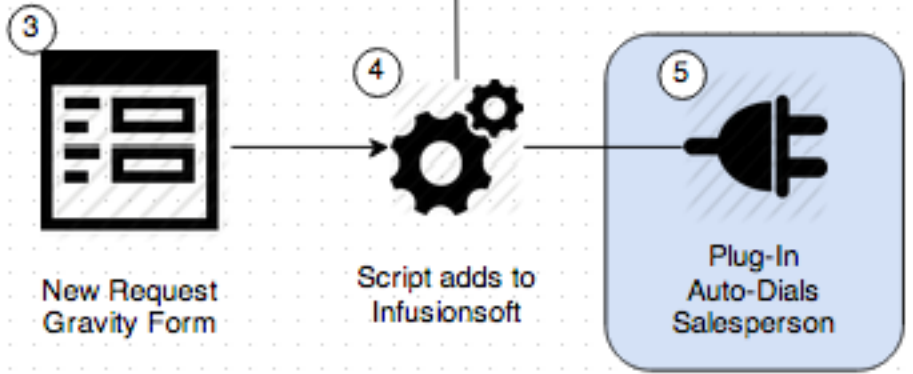 3
4
5
New Request
Gravity Form
Script adds to
Infusionsoft
Plug-In
Auto-Dials
Salesperson